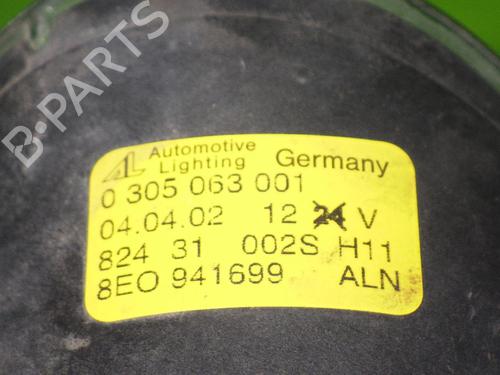 B-PARTS
AL Automotive Lighting Germany
0 305 063 001
04.04.02 12 24 V
824 31 002S H11
8EO 941699 ALN